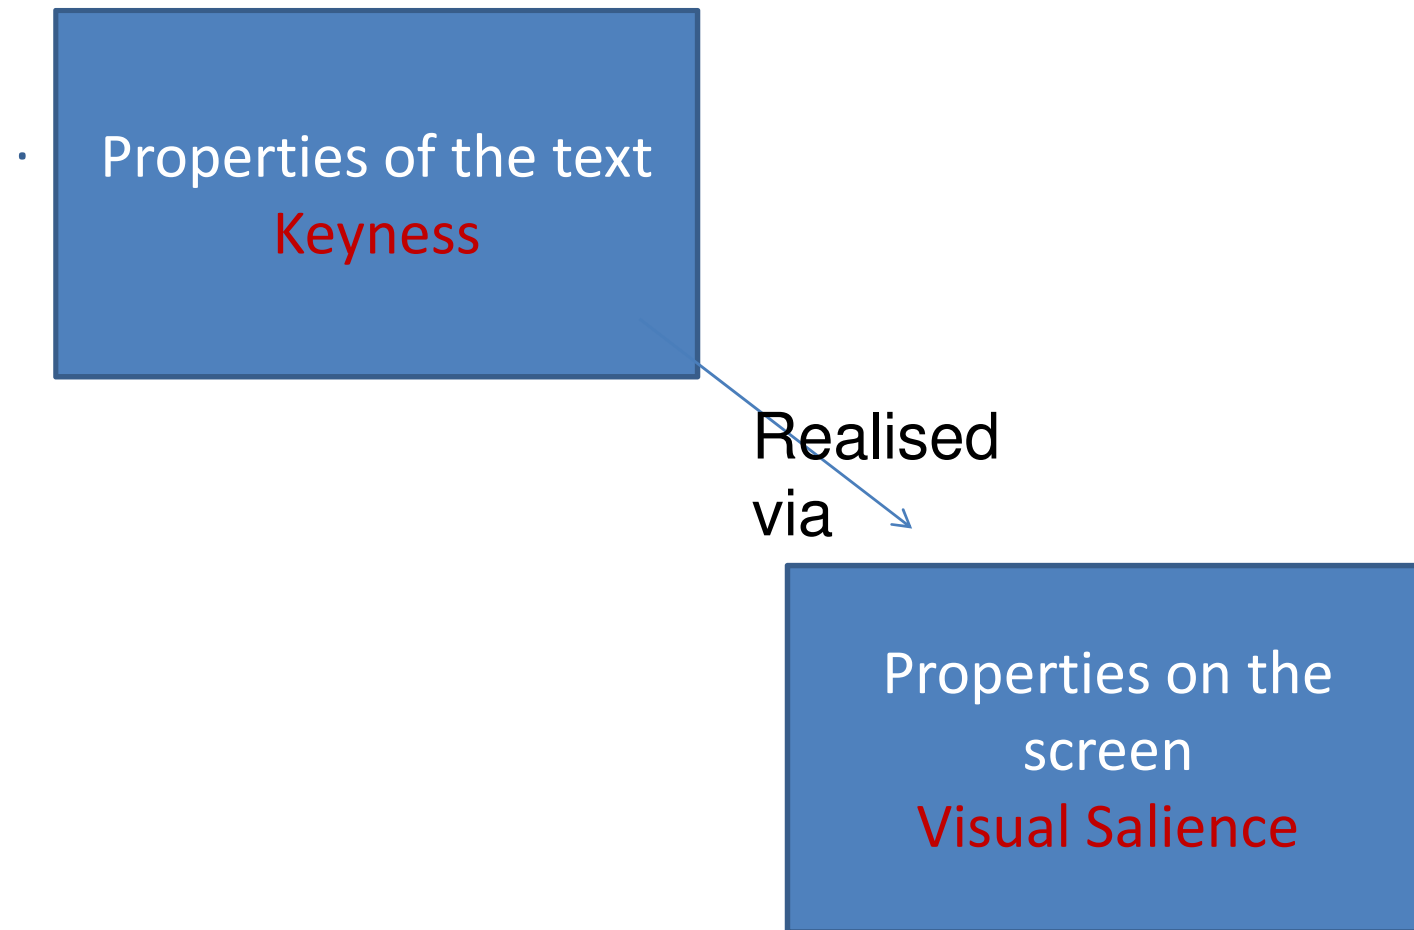 Properties of the text
Keyness
Realised
via
Properties on the
screen
Visual Salience